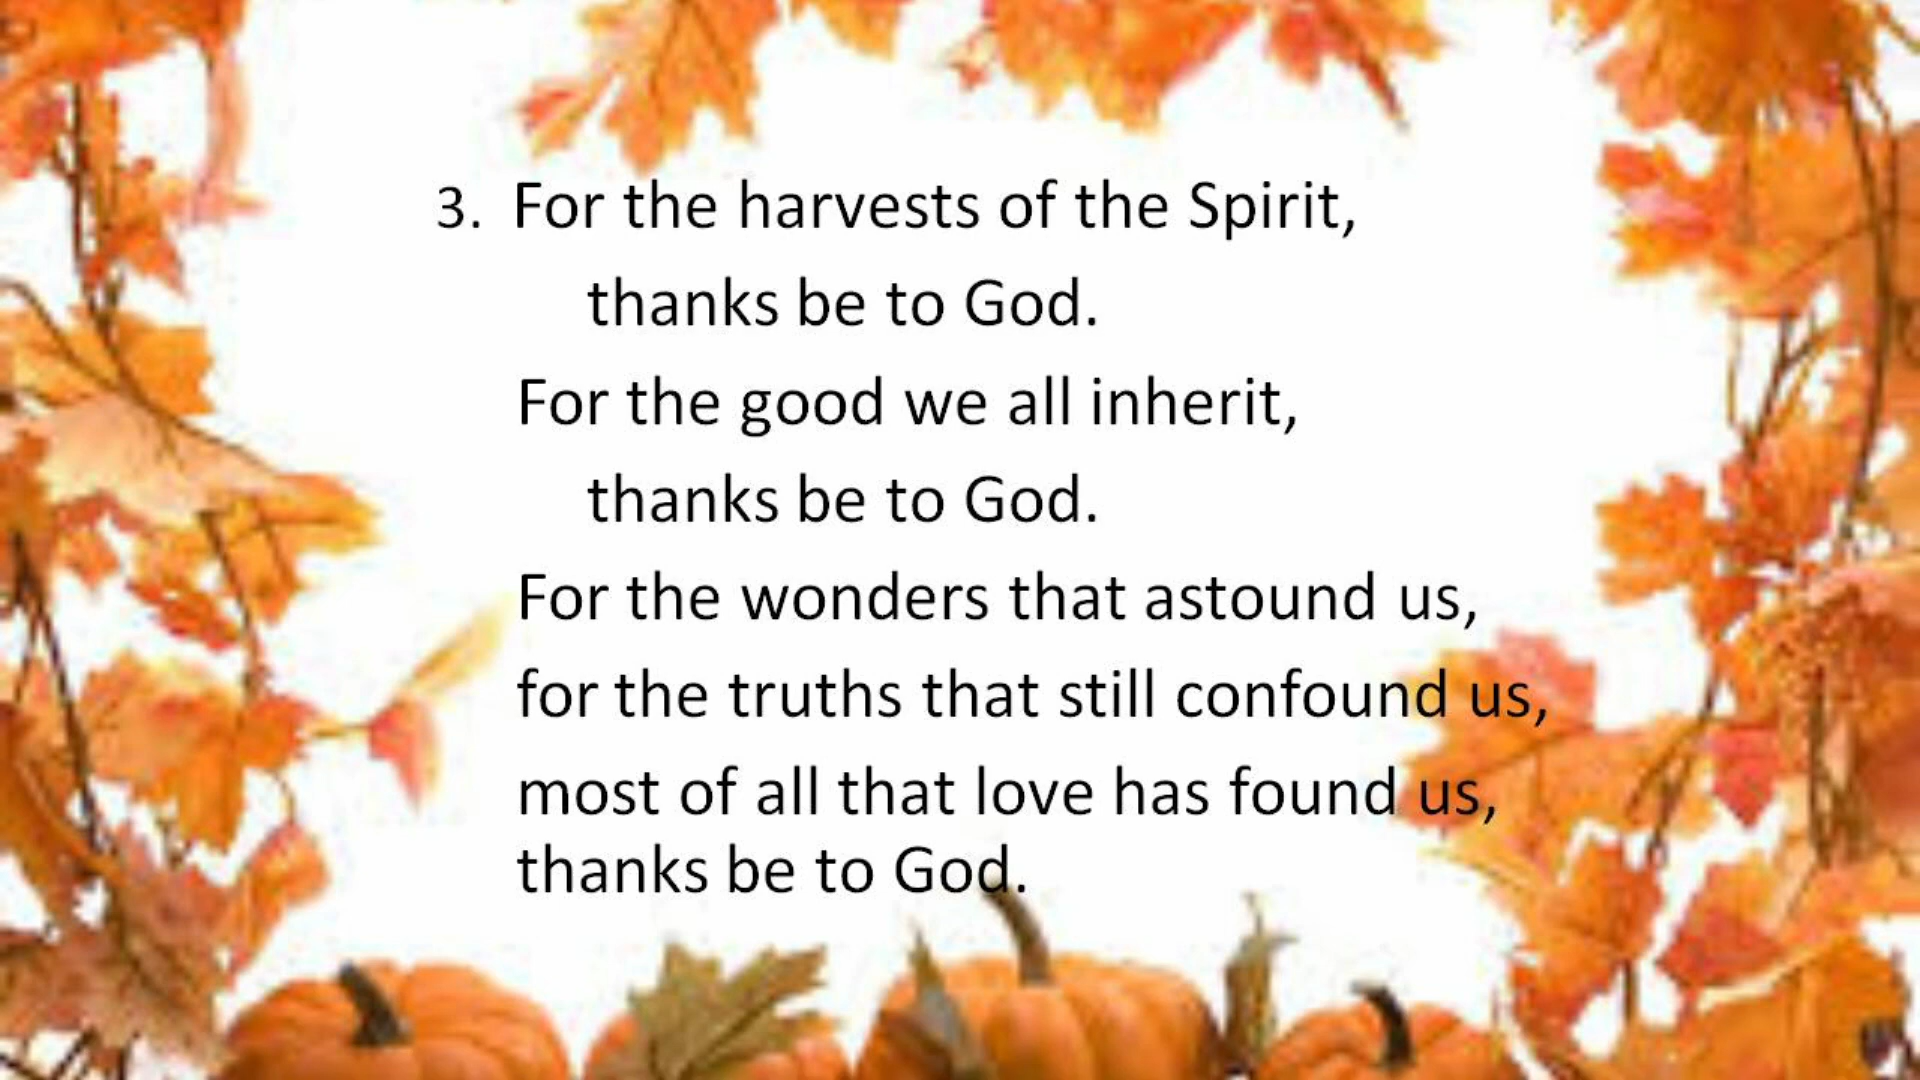 3. For the harvests of the Spirit,
thanks be to God.
For the good we all inherit,
thanks be to God.
For the wonders that astound us,
for the truths that still confound us,
most of all that love has found us,
thanks be to God.